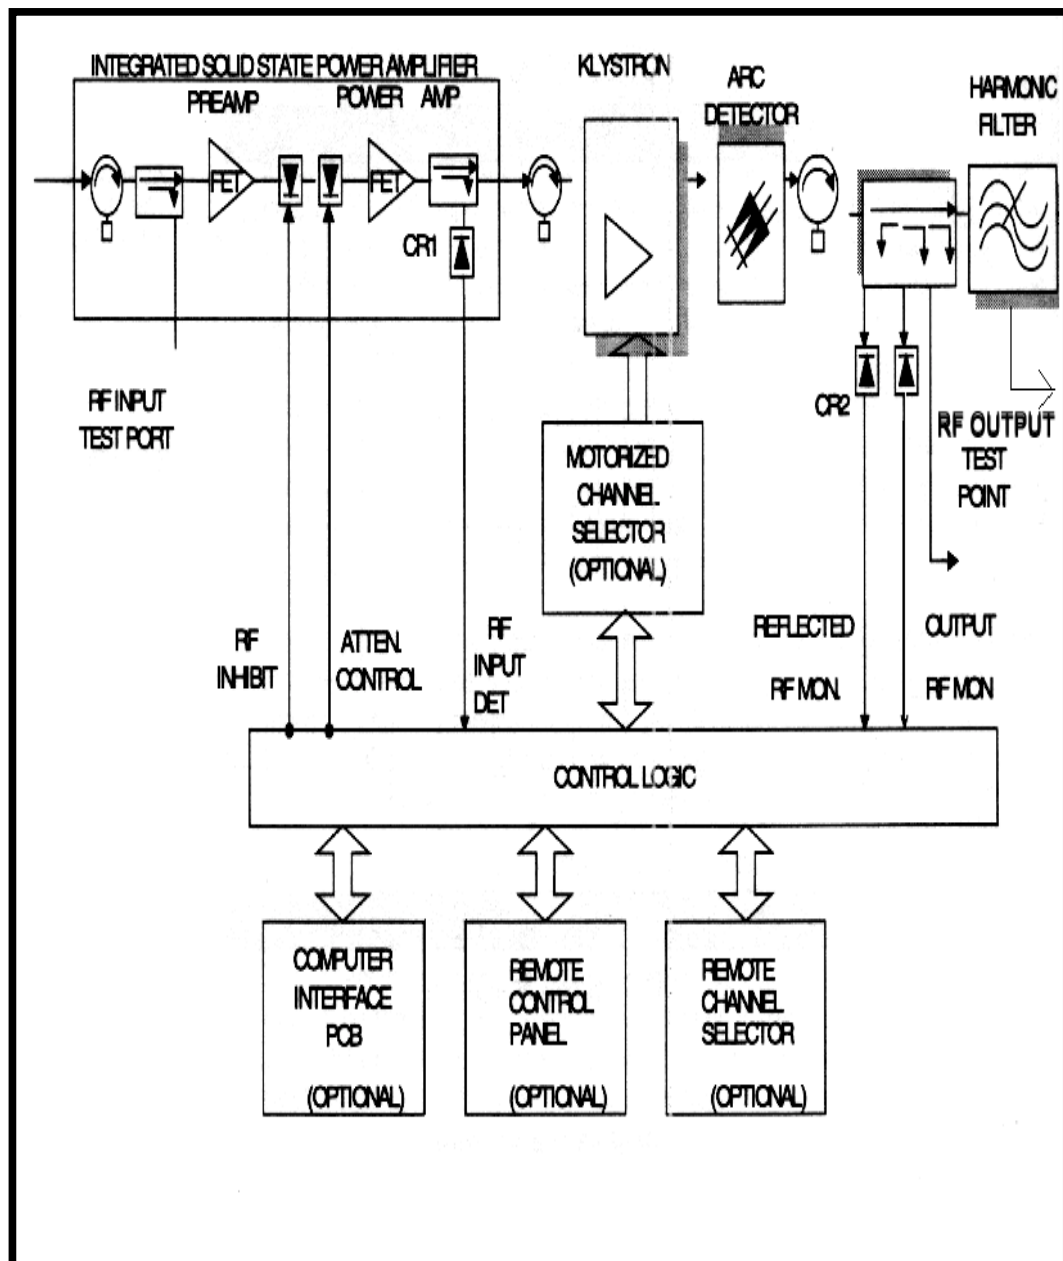 INTEGRATED SOLID STATE POWER AMPLIFIER
PREAMP
POWER AMP
KLYSTRON
ARC
DETECTOR
HARMONIC
FILTER
FET
FET
CR1
RF INPUT
TEST PORT
CR2
RF OUTPUT
TEST
POINT
MOTORIZED
CHANNEL
SELECTOR
(OPTIONAL)
RF
INHIBIT
ATTEN.
CONTROL
RF
INPUT
DET
REFLECTED
RF MON.
OUTPUT
RF MON
CONTROL LOGIC
COMPUTER
INTERFACE
PCB
(OPTIONAL)
REMOTE
CONTROL
PANEL
(OPTIONAL)
REMOTE
CHANNEL
SELECTOR
(OPTIONAL)